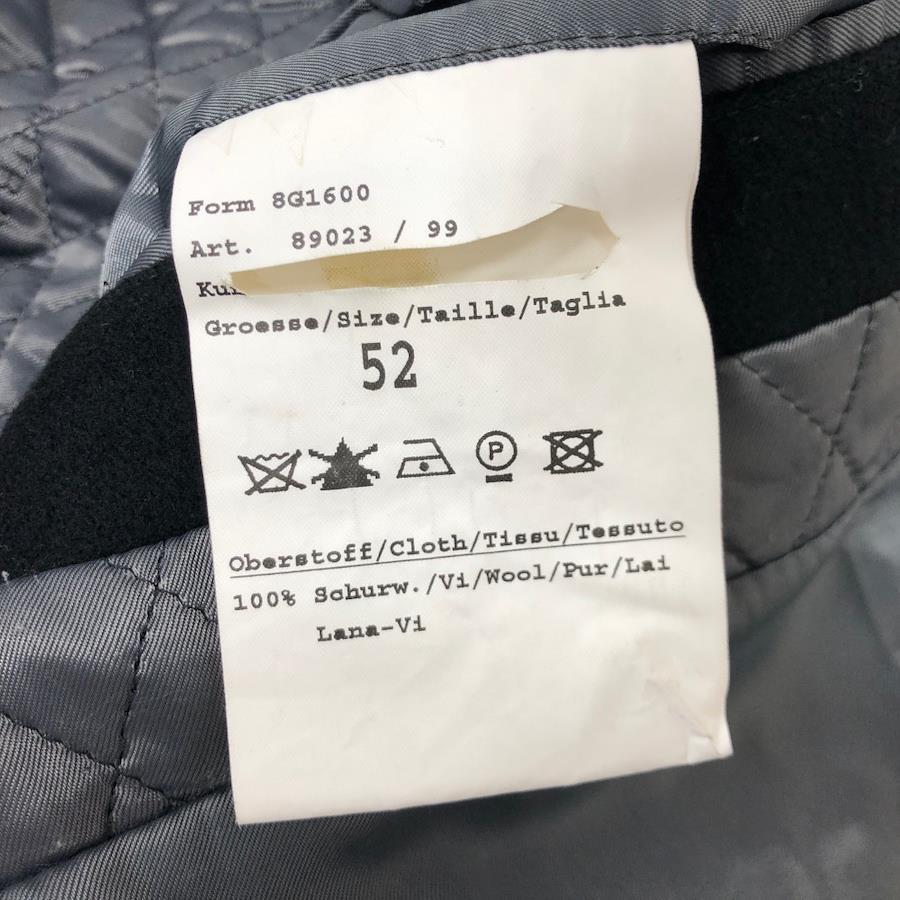 Form 8G1600
Art. 89023 / 99
Groesse/Size/Taille/Taglia
52
P
Oberstoff/Cloth/Tissu/Tessuto
100% Schurw./Vi/Wool/Pur/Lai
Lana-Vi